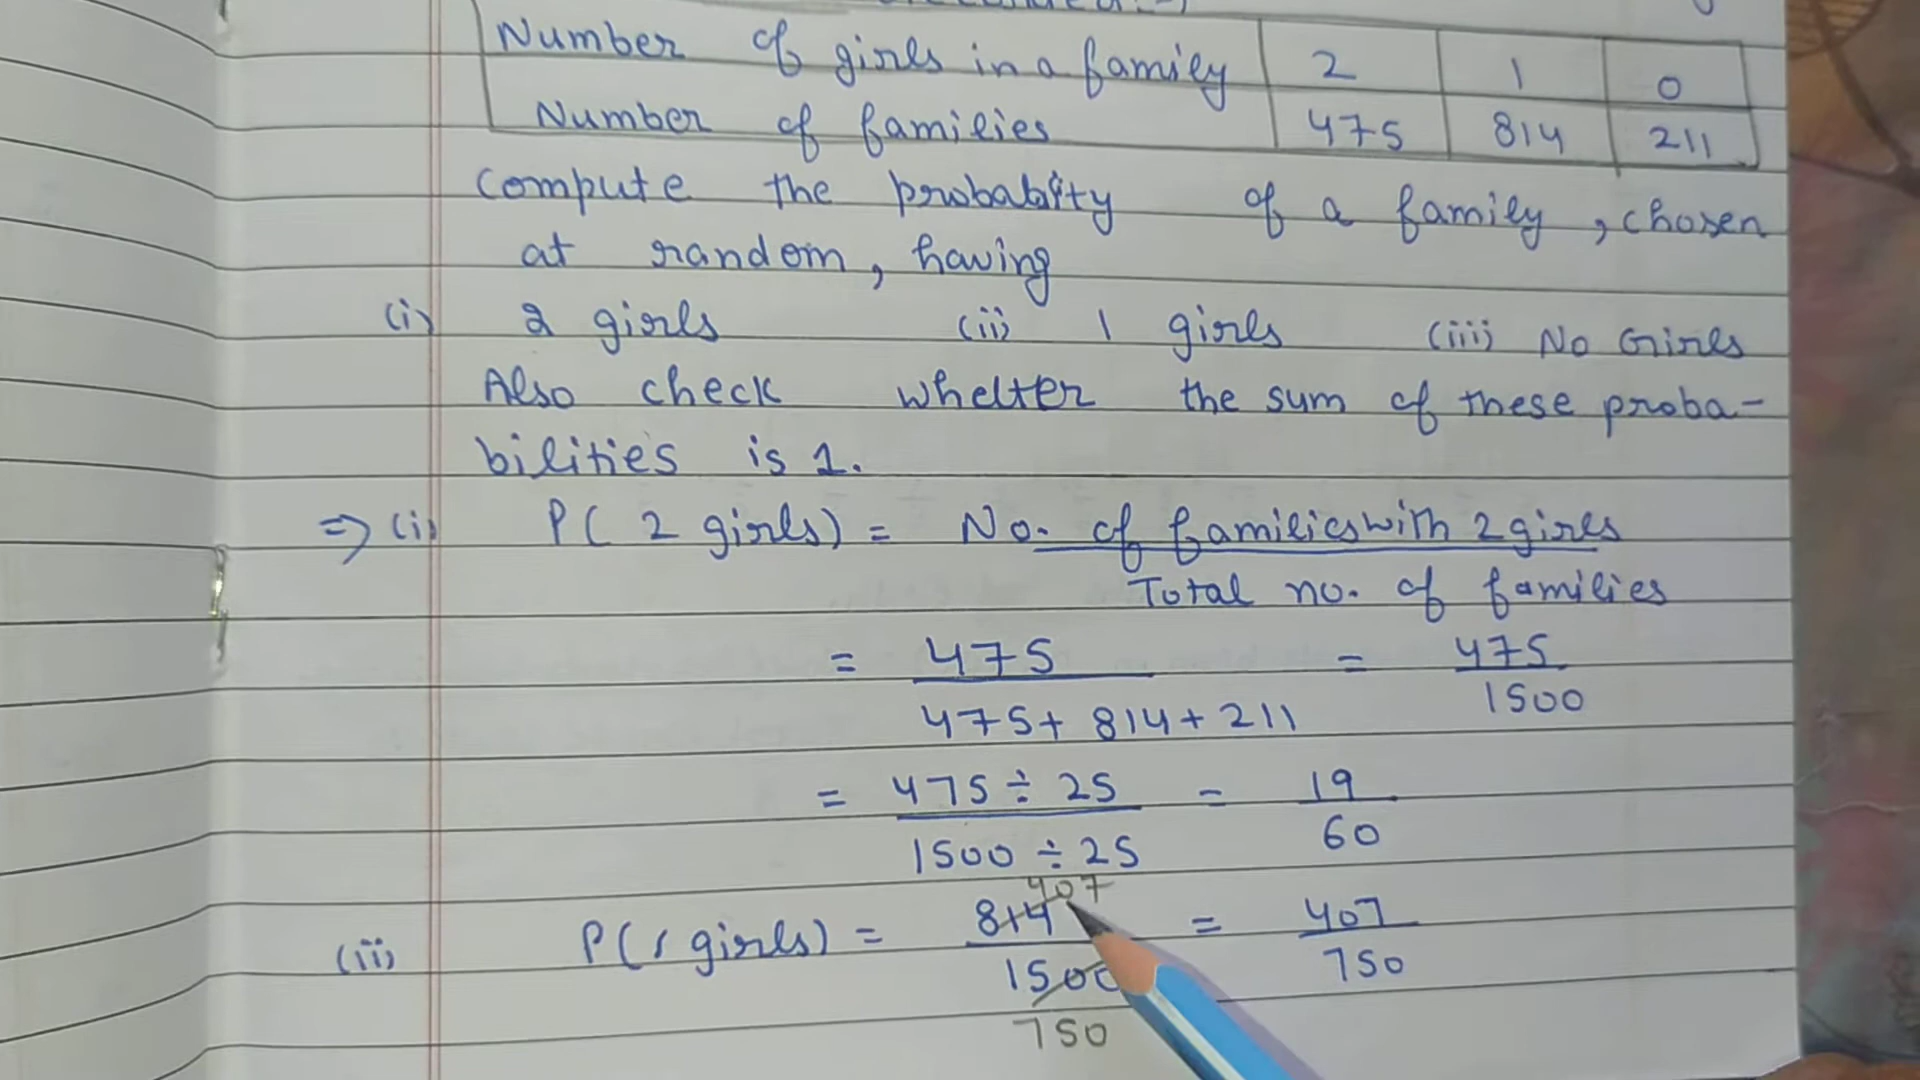 Number of girls in a family 2 1 0
Number of families 475 814 211
Compute the probability of a family, chosen
at random, having
(i) 2 girls (ii) 1 girls (iii) No Girls
Also check whelter the sum of these proba-
bilities is 1.
⇒ (i) P( 2 girls) = No. of families with 2 girls
Total no. of families
= 475 = 475
475 + 814 + 211 1500
= 475 ÷ 25 = 19
1500 ÷ 25 60
407
(ii) P(1 girls) = 814 = 407
1500 750
750